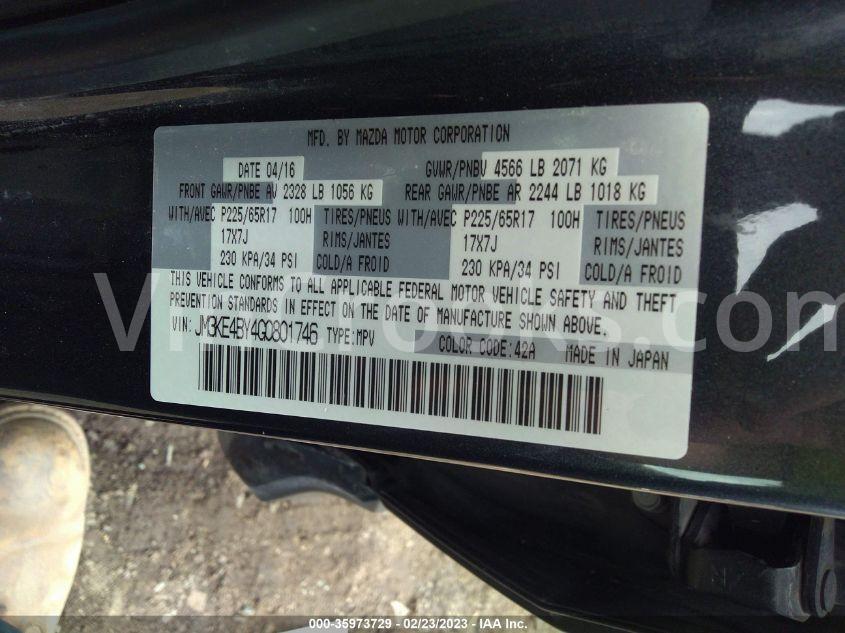 MFD. BY MAZDA MOTOR CORPORATION
DATE 04/16 GVWR/PNBV 4566 LB 2071 KG
FRONT GAWR/PNBE AV 2328 LB 1056 KG REAR GAWR/PNBE AR 2244 LB 1018 KG
WITH/AVEC P225/65R17 100H TIRES/PNEUS WITH/AVEC P225/65R17 100H TIRES/PNEUS
17X7J RIMS/JANTES 17X7J RIMS/JANTES
230 KPA/34 PSI COLD/A FROID 230 KPA/34 PSI COLD/A FROID
THIS VEHICLE CONFORMS TO ALL APPLICABLE FEDERAL MOTOR VEHICLE SAFETY AND THEFT
PREVENTION STANDARDS IN EFFECT ON THE DATE OF MANUFACTURE SHOWN ABOVE.
VIN: JM3KE4BY4G0801746 TYPE:MPV COLOR CODE:42A MADE IN JAPAN
000-35973729 - 02/23/2023 - IAA Inc.